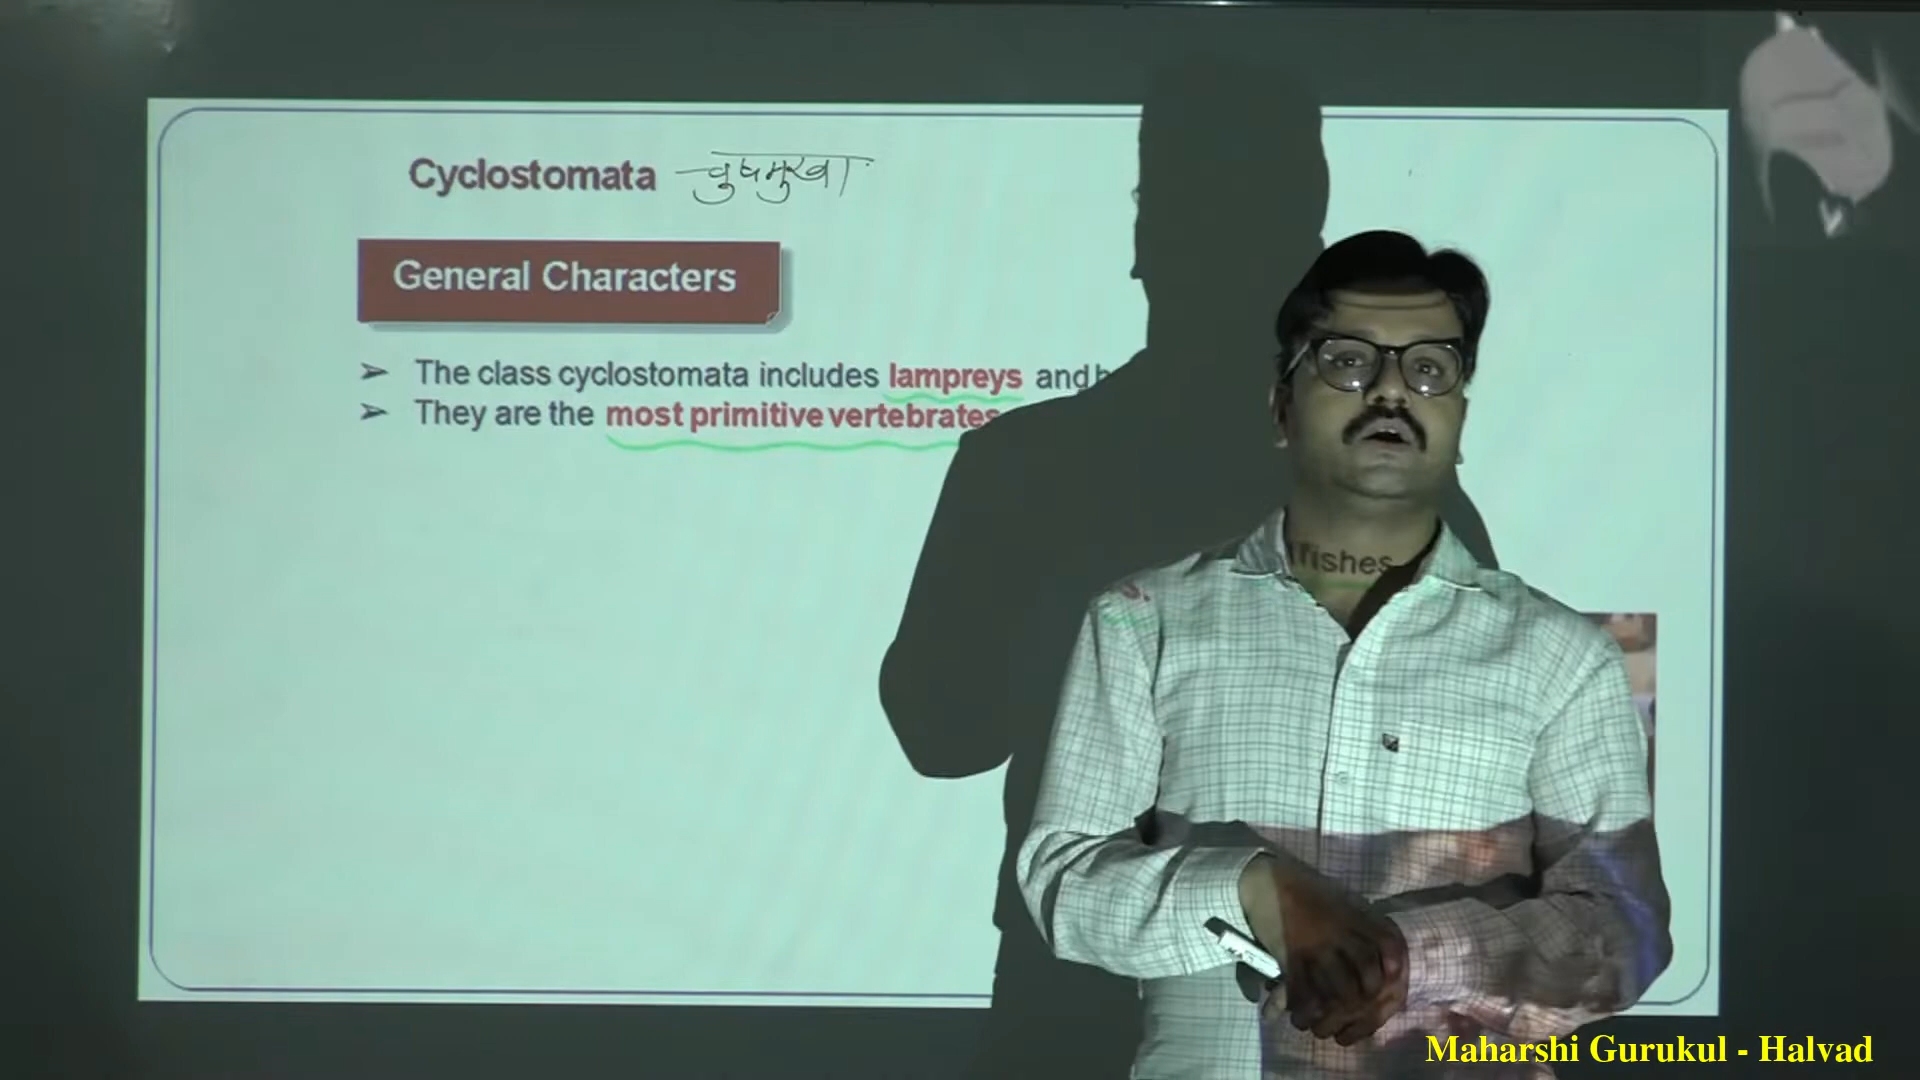 Cyclostomata – चुषमुखा
General Characters
➢ The class cyclostomata includes lampreys and
➢ They are the most primitive vertebrates
fishes
Maharshi Gurukul - Halvad